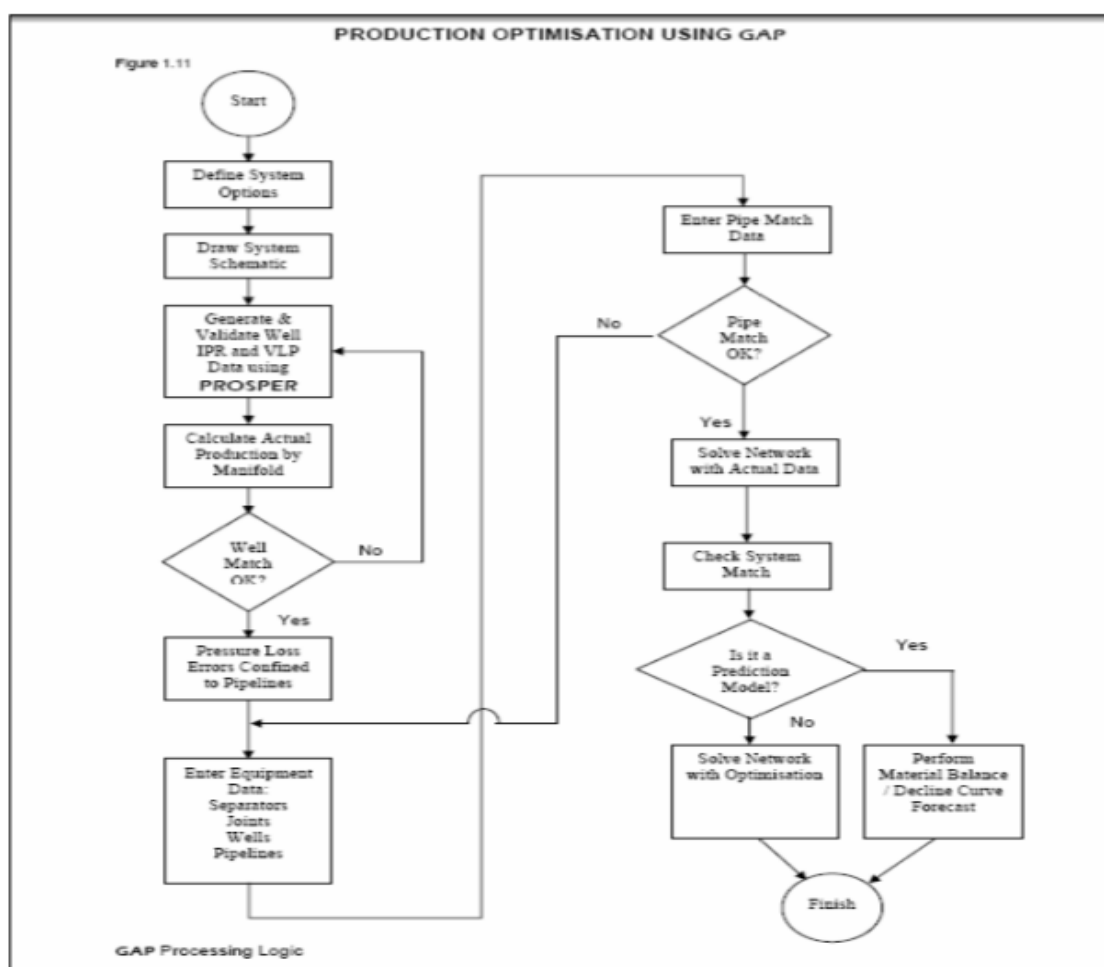 PRODUCTION OPTIMISATION USING GAP
Figure 1.11
Start
Define System
Options
Draw System
Schematic
Generate &
Validate Well
IPR and VLP
Data using
PROSPER
Calculate Actual
Production by
Manifold
Well
Match
OK?
No
Yes
Pressure Loss
Errors Confined
to Pipelines
Enter Equipment
Data:
Separators
Joints
Wells
Pipelines
Enter Pipe Match
Data
Pipe
Match
OK?
No
Yes
Solve Network
with Actual Data
Check System
Match
Is it a
Prediction
Model?
Yes
No
Solve Network
with Optimisation
Perform
Material Balance
/ Decline Curve
Forecast
Finish
GAP Processing Logic